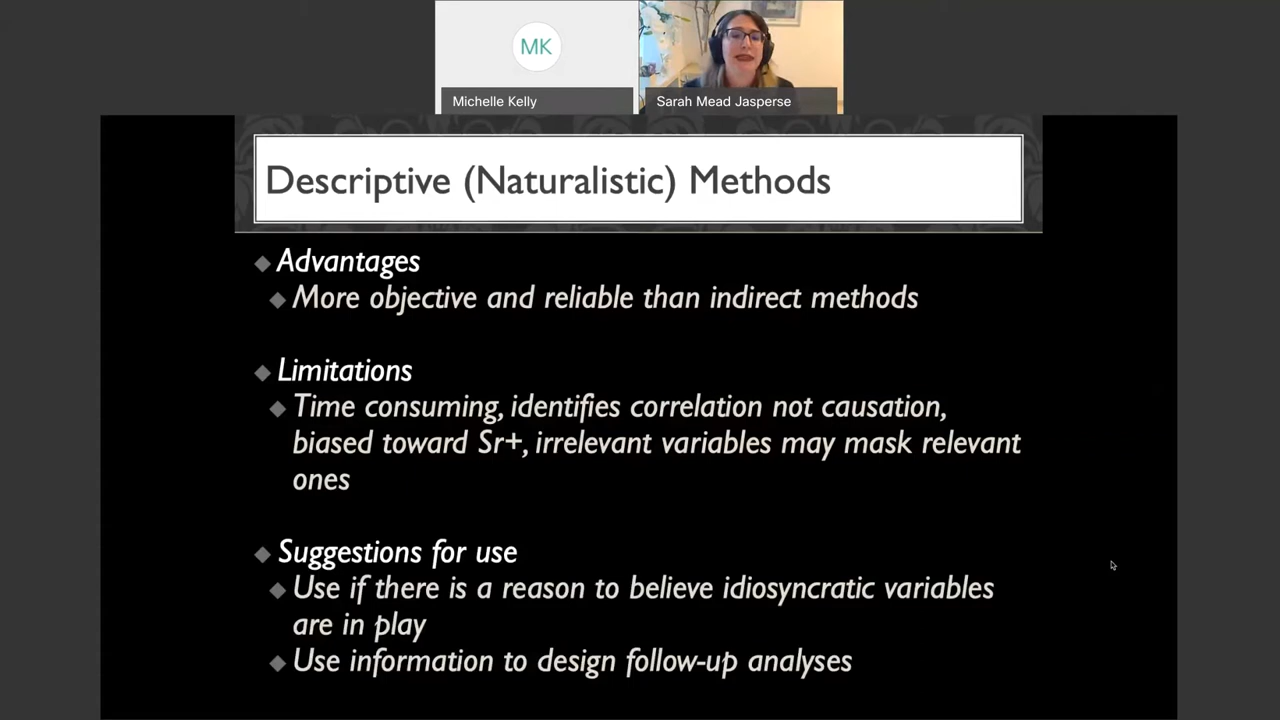 MK
Michelle Kelly
Sarah Mead Jasperse
Descriptive (Naturalistic) Methods
Advantages
More objective and reliable than indirect methods
Limitations
Time consuming, identifies correlation not causation,
biased toward Sr+, irrelevant variables may mask relevant
ones
Suggestions for use
Use if there is a reason to believe idiosyncratic variables
are in play
Use information to design follow-up analyses